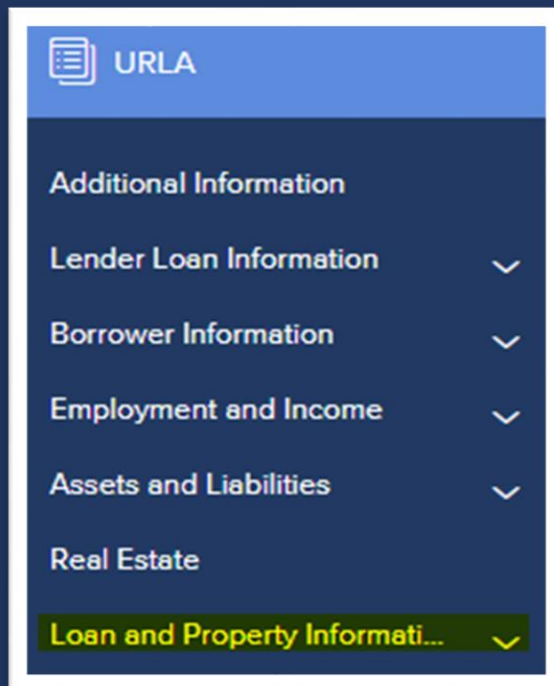 URLA
Additional Information
Lender Loan Information
Borrower Information
Employment and Income
Assets and Liabilities
Real Estate
Loan and Property Informati...